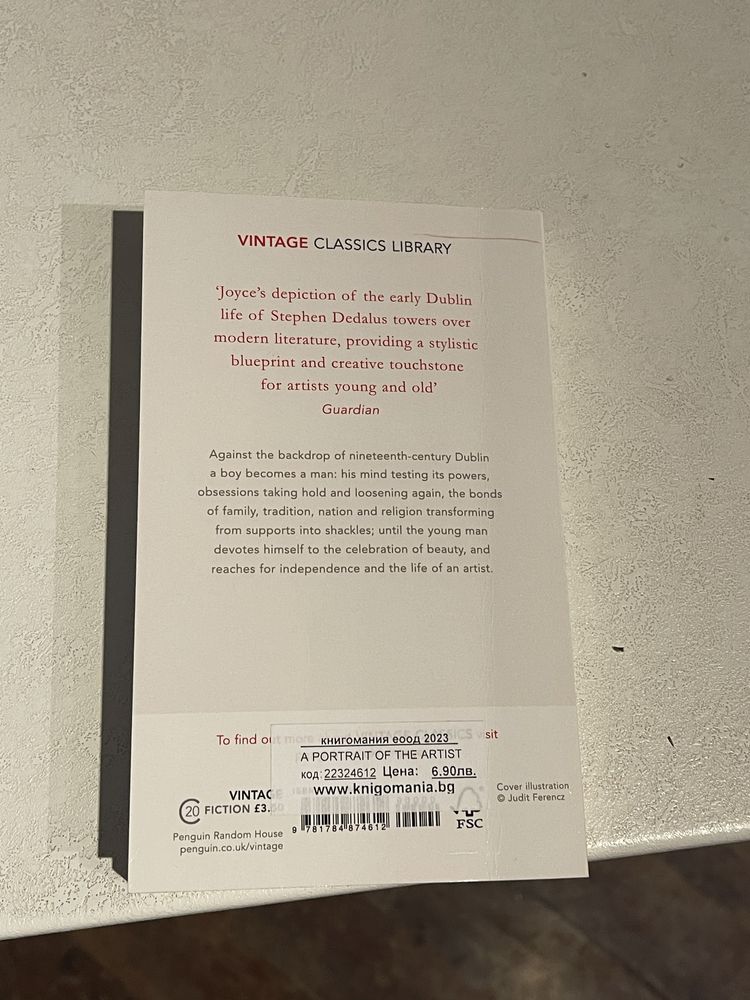 VINTAGE CLASSICS LIBRARY
‘Joyce’s depiction of the early Dublin
life of Stephen Dedalus towers over
modern literature, providing a stylistic
blueprint and creative touchstone
for artists young and old’
Guardian
Against the backdrop of nineteenth-century Dublin
a boy becomes a man: his mind testing its powers,
obsessions taking hold and loosening again, the bonds
of family, tradition, nation and religion transforming
from supports into shackles; until the young man
devotes himself to the celebration of beauty, and
reaches for independence and the life of an artist.
To find out more VINTAGE CLASSICS visit
книгомания еоод 2023
A PORTRAIT OF THE ARTIST
код: 22324612 Цена: 6.90лв.
www.knigomania.bg
VINTAGE
C20 FICTION £3.50
Penguin Random House
penguin.co.uk/vintage
9 781784 874612
FSC
Cover illustration
© Judit Ferencz